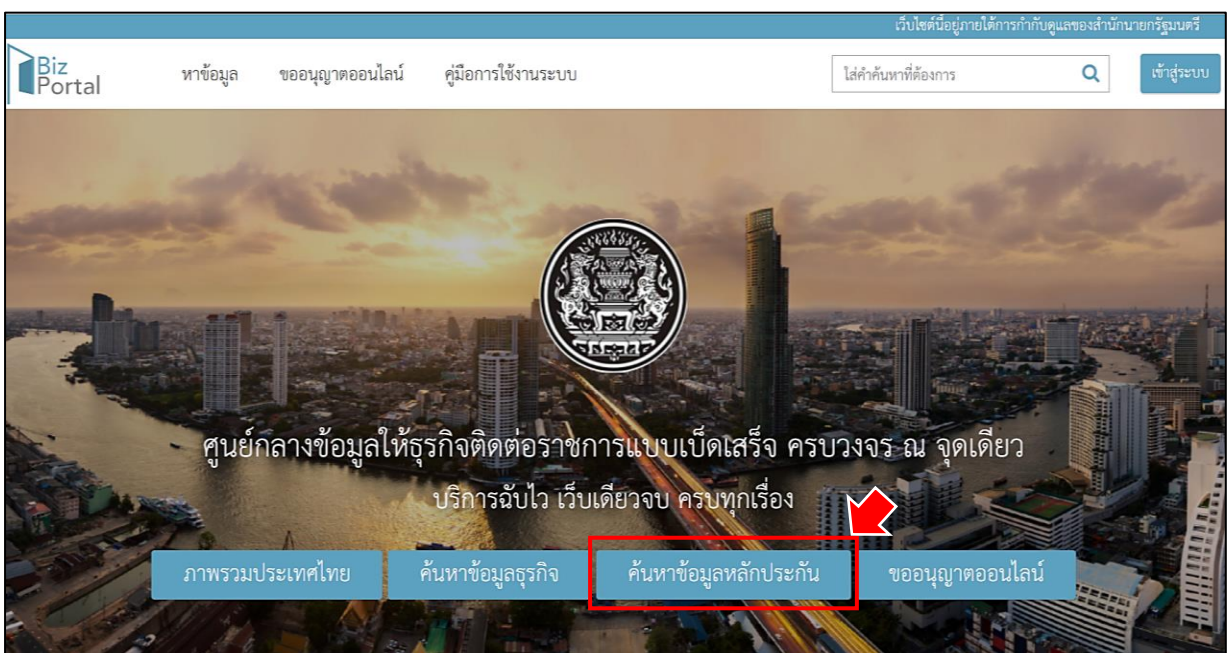 เว็บไซต์นี้อยู่ภายใต้การกำกับดูแลของสำนักนายกรัฐมนตรี
Biz
Portal
หาข้อมูล ขออนุญาตออนไลน์ คู่มือการใช้งานระบบ ใส่คำค้นหาที่ต้องการ เข้าสู่ระบบ
ศูนย์กลางข้อมูลให้ธุรกิจติดต่อราชการแบบเบ็ดเสร็จ ครบวงจร ณ จุดเดียว
บริการฉับไว เว็บเดียวจบ ครบทุกเรื่อง
ภาพรวมประเทศไทย ค้นหาข้อมูลธุรกิจ ค้นหาข้อมูลหลักประกัน ขออนุญาตออนไลน์